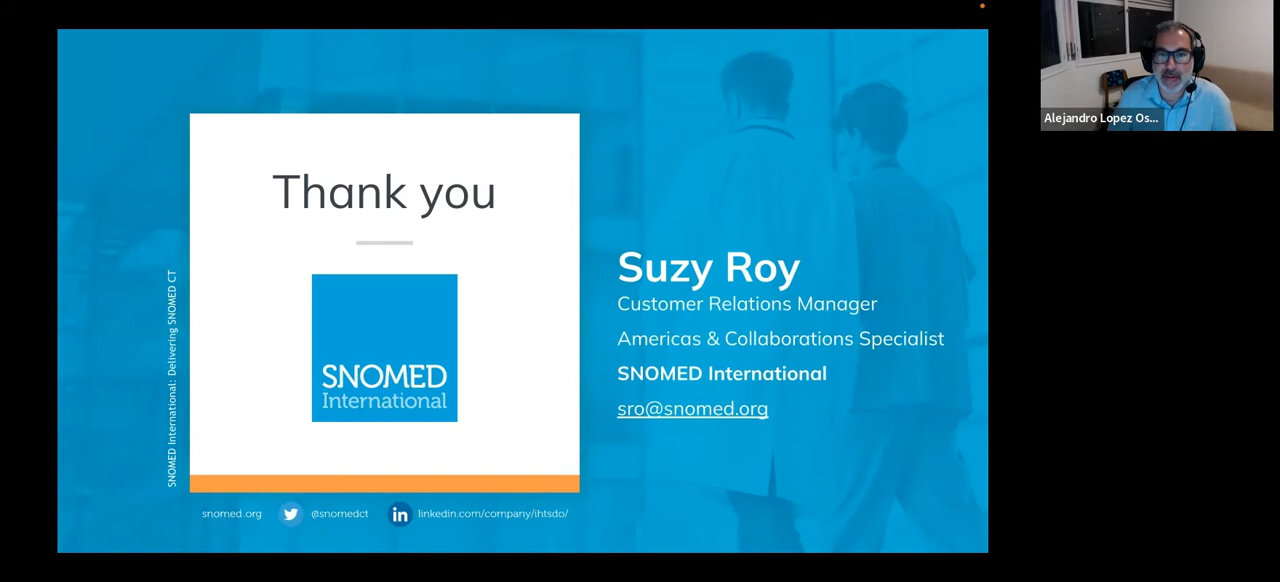 Thank you
SNOMED
International
SNOMED International: Delivering SNOMED CT
snomed.org
@snomedct
linkedin.com/company/ihtsdo/
Suzy Roy
Customer Relations Manager
Americas & Collaborations Specialist
SNOMED International
sro@snomed.org
Alejandro Lopez Os...